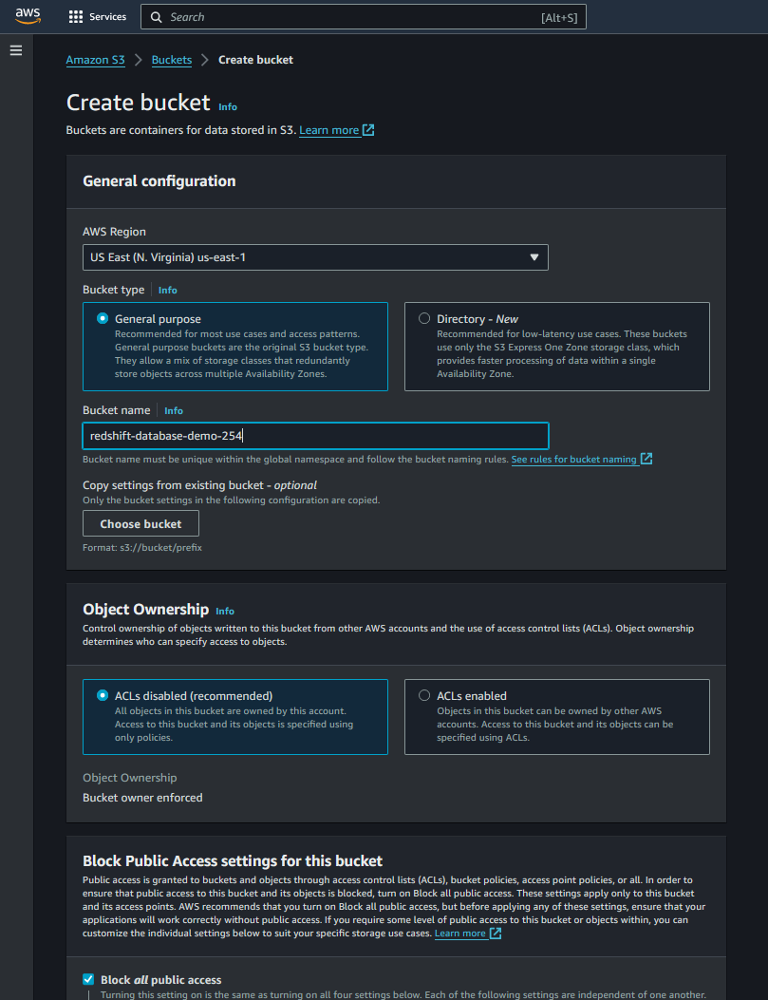 aws Services Search [Alt+S]
Amazon S3 > Buckets > Create bucket
Create bucket Info
Buckets are containers for data stored in S3. Learn more
General configuration
AWS Region
US East (N. Virginia) us-east-1
Bucket type Info
General purpose
Recommended for most use cases and access patterns.
General purpose buckets are the original S3 bucket type.
They allow a mix of storage classes that redundantly
store objects across multiple Availability Zones.
Directory - New
Recommended for low-latency use cases. These buckets
use only the S3 Express One Zone storage class, which
provides faster processing of data within a single
Availability Zone.
Bucket name Info
redshift-database-demo-254
Bucket name must be unique within the global namespace and follow the bucket naming rules. See rules for bucket naming
Copy settings from existing bucket - optional
Only the bucket settings in the following configuration are copied.
Choose bucket
Format: s3://bucket/prefix
Object Ownership Info
Control ownership of objects written to this bucket from other AWS accounts and the use of access control lists (ACLs). Object ownership
determines who can specify access to objects.
ACLs disabled (recommended)
All objects in this bucket are owned by this account.
Access to this bucket and its objects is specified using
only policies.
ACLs enabled
Objects in this bucket can be owned by other AWS
accounts. Access to this bucket and its objects can be
specified using ACLs.
Object Ownership
Bucket owner enforced
Block Public Access settings for this bucket
Public access is granted to buckets and objects through access control lists (ACLs), bucket policies, access point policies, or all. In order to
ensure that public access to this bucket and its objects is blocked, turn on Block all public access. These settings apply only to this bucket
and its access points. AWS recommends that you turn on Block all public access, but before applying any of these settings, ensure that your
applications will work correctly without public access. If you require some level of public access to this bucket or objects within, you can
customize the individual settings below to suit your specific storage use cases. Learn more
Block all public access
Turning this setting on is the same as turning on all four settings below. Each of the following settings are independent of one another.